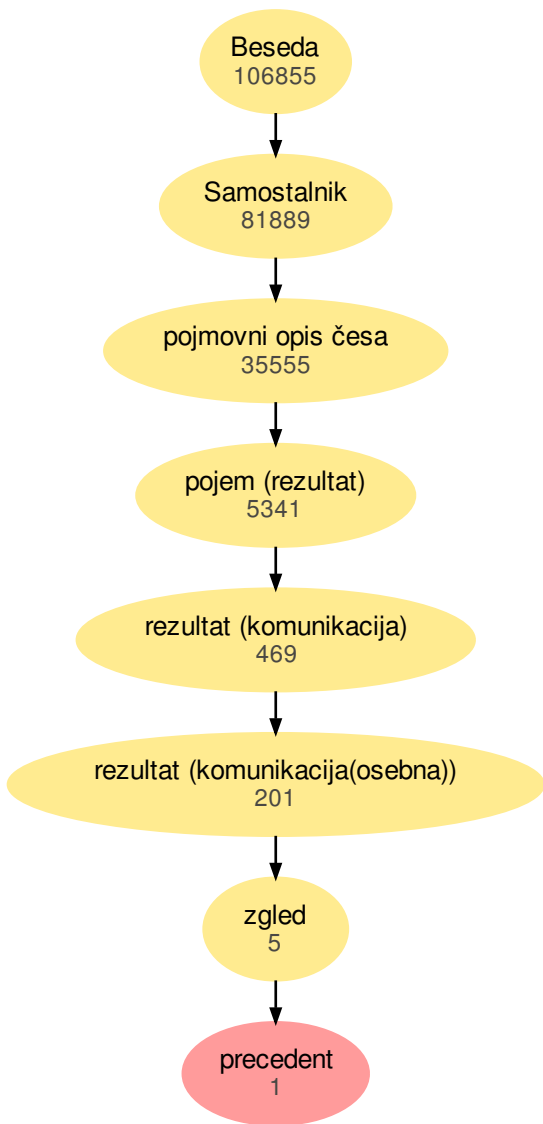 Beseda
106855
Samostalnik
81889
pojmovni opis česa
35555
pojem (rezultat)
5341
rezultat (komunikacija)
469
rezultat (komunikacija(osebna))
201
zgled
5
precedent
1